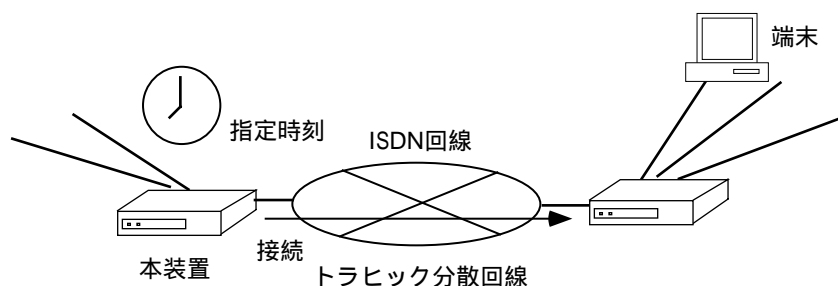 端末
指定時刻
ISDN回線
接続
本装置
トラヒック分散回線